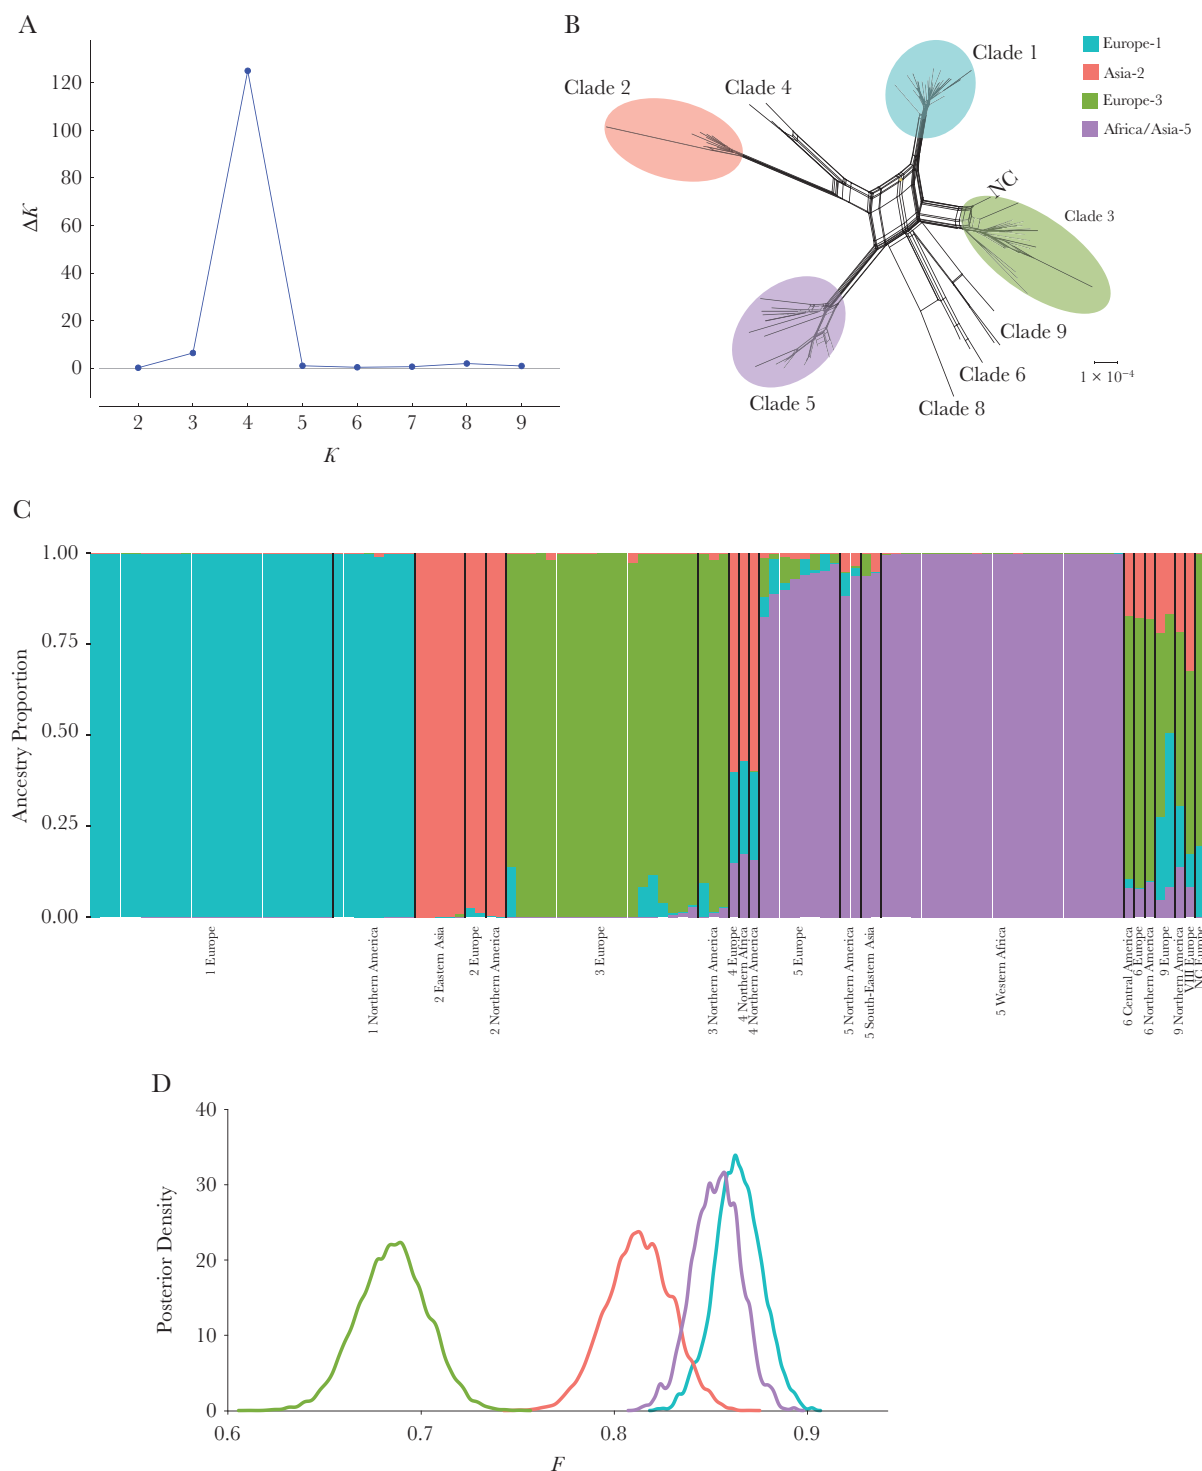 A
ΔK
120
100
80
60
40
20
0
2 3 4 5 6 7 8 9
K
B
Clade 1
Clade 2
Clade 4
NC
Clade 3
Clade 9
Clade 6
Clade 5
Clade 8
1 × 10⁻⁴
Europe-1
Asia-2
Europe-3
Africa/Asia-5
C
Ancestry Proportion
1.00
0.75
0.50
0.25
0.00
1 Europe
1 Northern America
2 Eastern Asia
2 Europe
2 Northern America
3 Europe
3 Northern America
4 Europe
4 Northern Africa
4 Northern America
5 Europe
5 Northern America
5 South-Eastern Asia
5 Western Africa
6 Central America
6 Europe
6 Northern America
9 Europe
9 Northern America
VIII Europe
NC Europe
D
Posterior Density
40
30
20
10
0
0.6 0.7 0.8 0.9
F